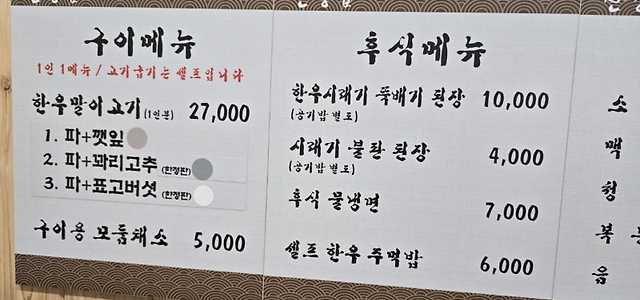 구이메뉴
1인 1메뉴 / 고기굽기는 셀프입니다
한우말이고기(1인분) 27,000
1. 파+깻잎
2. 파+꽈리고추 (한정판)
3. 파+표고버섯 (한정판)
구이용 모둠채소 5,000
후식메뉴
한우시래기 뚝배기 된장 10,000
(공기밥 별도)
시래기 불판 된장 4,000
(공기밥 별도)
후식 물냉면 7,000
셀프 한우 주먹밥 6,000
소
맥
청
복 분
음